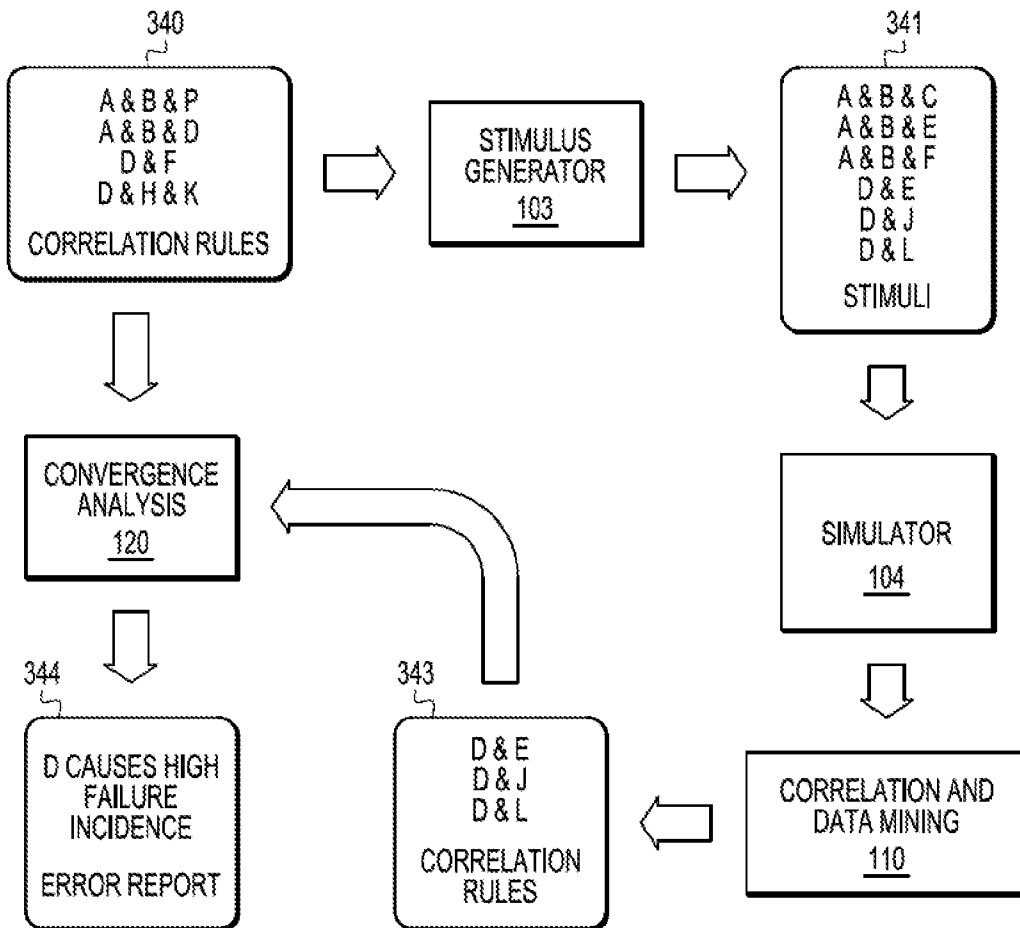 340
A & B & P
A & B & D
D & F
D & H & K
CORRELATION RULES
STIMULUS
GENERATOR
103
341
A & B & C
A & B & E
A & B & F
D & E
D & J
D & L
STIMULI
CONVERGENCE
ANALYSIS
120
SIMULATOR
104
344
D CAUSES HIGH
FAILURE
INCIDENCE
ERROR REPORT
343
D & E
D & J
D & L
CORRELATION
RULES
CORRELATION AND
DATA MINING
110